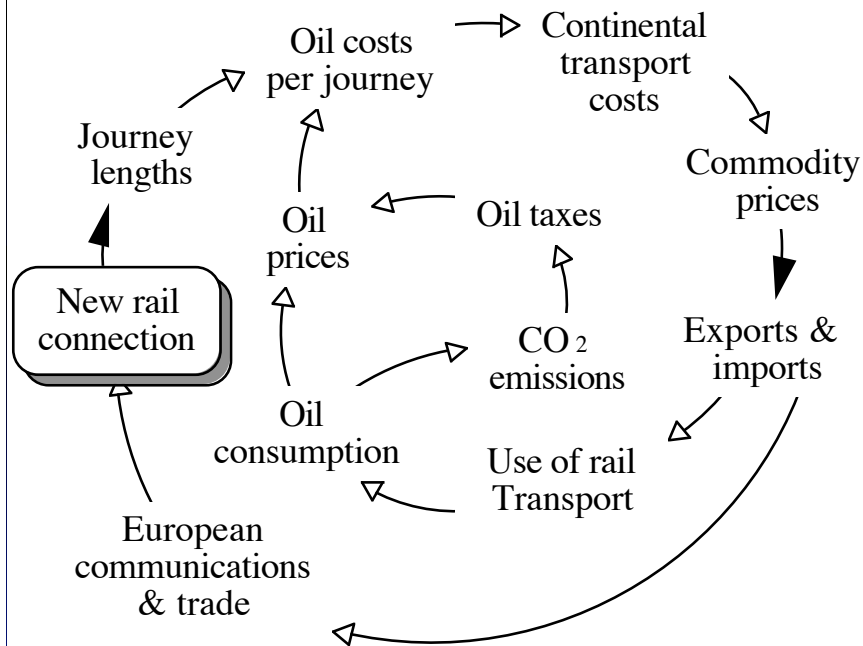 Oil costs
per journey
Continental
transport
costs
Journey
lengths
Commodity
prices
Oil
prices
Oil taxes
New rail
connection
CO 2
emissions
Exports &
imports
Oil
consumption
Use of rail
Transport
European
communications
& trade